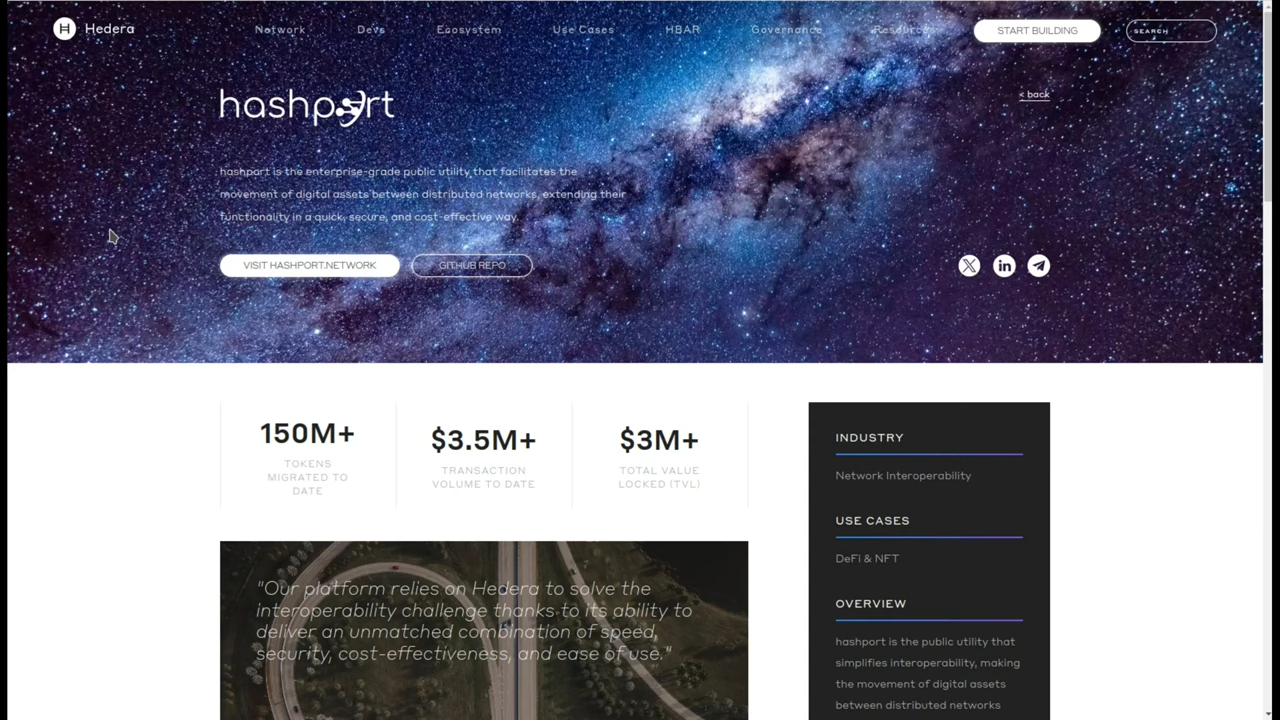 Hedera
Network Devs Ecosystem Use Cases HBAR Governance Resources
START BUILDING
SEARCH
hashport
< back
hashport is the enterprise-grade public utility that facilitates the
movement of digital assets between distributed networks, extending their
functionality in a quick, secure, and cost-effective way.
VISIT HASHPORT.NETWORK
GITHUB REPO
150M+
TOKENS
MIGRATED TO
DATE
$3.5M+
TRANSACTION
VOLUME TO DATE
$3M+
TOTAL VALUE
LOCKED (TVL)
"Our platform relies on Hedera to solve the
interoperability challenge thanks to its ability to
deliver an unmatched combination of speed,
security, cost-effectiveness, and ease of use."
INDUSTRY
Network Interoperability
USE CASES
DeFi & NFT
OVERVIEW
hashport is the public utility that
simplifies interoperability, making
the movement of digital assets
between distributed networks